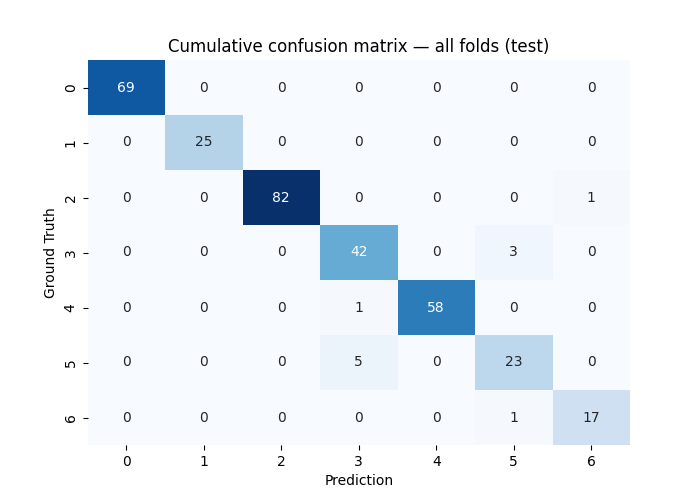 Cumulative confusion matrix — all folds (test)
0 69 0 0 0 0 0 0
1 0 25 0 0 0 0 0
2 0 0 82 0 0 0 1
3 0 0 0 42 0 3 0
4 0 0 0 1 58 0 0
5 0 0 0 5 0 23 0
6 0 0 0 0 0 1 17
0 1 2 3 4 5 6
Ground Truth
Prediction